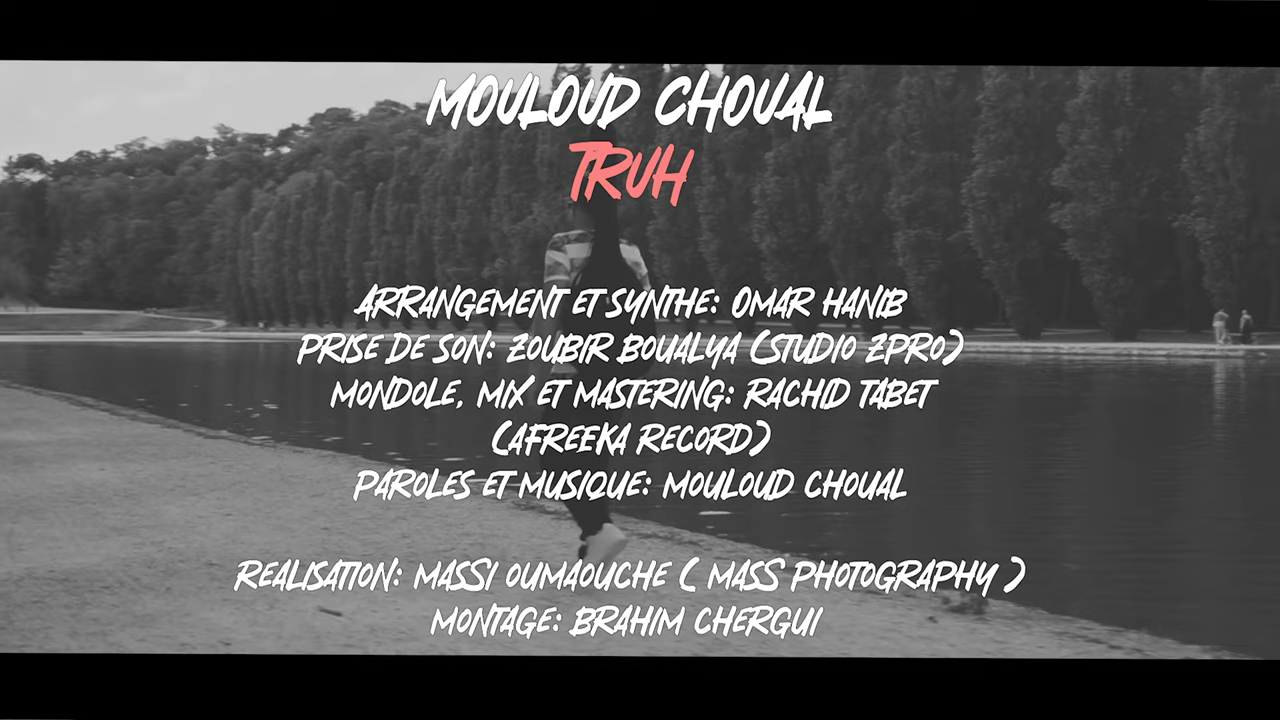 MOULOUD CHOUAL
TRUH
ARRANGEMENT ET SYNTHE: OMAR HANIB
PRISE DE SON: ZOUBIR BOUALYA (STUDIO ZPRO)
MONDOLE, MIX ET MASTERING: RACHID TABET
(AFREEKA RECORD)
PAROLES ET MUSIQUE: MOULOUD CHOUAL
REALISATION: MASSI OUMAOUCHE ( MASS PHOTOGRAPHY )
MONTAGE: BRAHIM CHERGUI